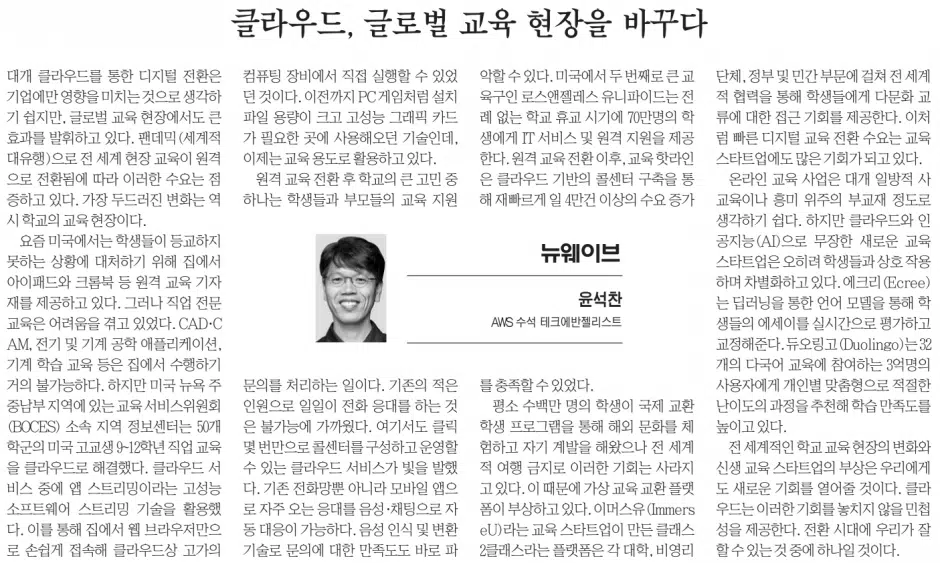 클라우드, 글로벌 교육 현장을 바꾸다
대개 클라우드를 통한 디지털 전환은
기업에만 영향을 미치는 것으로 생각하
기 쉽지만, 글로벌 교육 현장에서도 큰
효과를 발휘하고 있다. 팬데믹(세계적
대유행)으로 전 세계 현장 교육이 원격
으로 전환됨에 따라 이러한 수요는 점
증하고 있다. 가장 두드러진 변화는 역
시 학교의 교육 현장이다.
요즘 미국에서는 학생들이 등교하지
못하는 상황에 대처하기 위해 집에서
아이패드와 크롬북 등 원격 교육 기자
재를 제공하고 있다. 그러나 직업 전문
교육은 어려움을 겪고 있었다. CAD·C
AM, 전기 및 기계 공학 애플리케이션,
기계 학습 교육 등은 집에서 수행하기
거의 불가능하다. 하지만 미국 뉴욕 주
중남부 지역에 있는 교육 서비스위원회
(BOCES) 소속 지역 정보센터는 50개
학군의 미국 고교생 9~12학년 직업 교육
을 클라우드로 해결했다. 클라우드 서
비스 중에 앱 스트리밍이라는 고성능
소프트웨어 스트리밍 기술을 활용했
다. 이를 통해 집에서 웹 브라우저만으
로 손쉽게 접속해 클라우드상 고가의
컴퓨팅 장비에서 직접 실행할 수 있었
던 것이다. 이전까지 PC게임처럼 설치
파일 용량이 크고 고성능 그래픽 카드
가 필요한 곳에 사용해오던 기술인데,
이제는 교육 용도로 활용하고 있다.
원격 교육 전환 후 학교의 큰 고민 중
하나는 학생들과 부모들의 교육 지원
뉴웨이브
윤석찬
AWS 수석 테크에반젤리스트
문의를 처리하는 일이다. 기존의 적은
인원으로 일일이 전화 응대를 하는 것
은 불가능에 가까웠다. 여기서도 클릭
몇 번만으로 콜센터를 구성하고 운영할
수 있는 클라우드 서비스가 빛을 발했
다. 기존 전화망뿐 아니라 모바일 앱으
로 자주 오는 응대를 음성·채팅으로 자
동 대응이 가능하다. 음성 인식 및 변환
기술로 문의에 대한 만족도도 바로 파
악할 수 있다. 미국에서 두 번째로 큰 교
육구인 로스앤젤레스 유니파이드는 전
례 없는 학교 휴교 시기에 70만명의 학
생에게 IT 서비스 및 원격 지원을 제공
한다. 원격 교육 전환 이후, 교육 핫라인
은 클라우드 기반의 콜센터 구축을 통
해 재빠르게 일 4만건 이상의 수요 증가
를 충족할 수 있었다.
평소 수백만 명의 학생이 국제 교환
학생 프로그램을 통해 해외 문화를 체
험하고 자기 계발을 해왔으나 전 세계
적 여행 금지로 이러한 기회는 사라지
고 있다. 이 때문에 가상 교육 교환 플랫
폼이 부상하고 있다. 이머스유(Immers
eU)라는 교육 스타트업이 만든 클래스
2클래스라는 플랫폼은 각 대학, 비영리
단체, 정부 및 민간 부문에 걸쳐 전 세계
적 협력을 통해 학생들에게 다문화 교
류에 대한 접근 기회를 제공한다. 이처
럼 빠른 디지털 교육 전환 수요는 교육
스타트업에도 많은 기회가 되고 있다.
온라인 교육 사업은 대개 일방적 사
교육이나 흥미 위주의 부교재 정도로
생각하기 쉽다. 하지만 클라우드와 인
공지능(AI)으로 무장한 새로운 교육
스타트업은 오히려 학생들과 상호 작용
하며 차별화하고 있다. 에크리(Ecree)
는 딥러닝을 통한 언어 모델을 통해 학
생들의 에세이를 실시간으로 평가하고
교정해준다. 듀오링고(Duolingo)는 32
개의 다국어 교육에 참여하는 3억명의
사용자에게 개인별 맞춤형으로 적절한
난이도의 과정을 추천해 학습 만족도를
높이고 있다.
전 세계적인 학교 교육 현장의 변화와
신생 교육 스타트업의 부상은 우리에게
도 새로운 기회를 열어줄 것이다. 클라
우드는 이러한 기회를 놓치지 않을 민첩
성을 제공한다. 전환 시대에 우리가 잘
할 수 있는 것 중에 하나일 것이다.